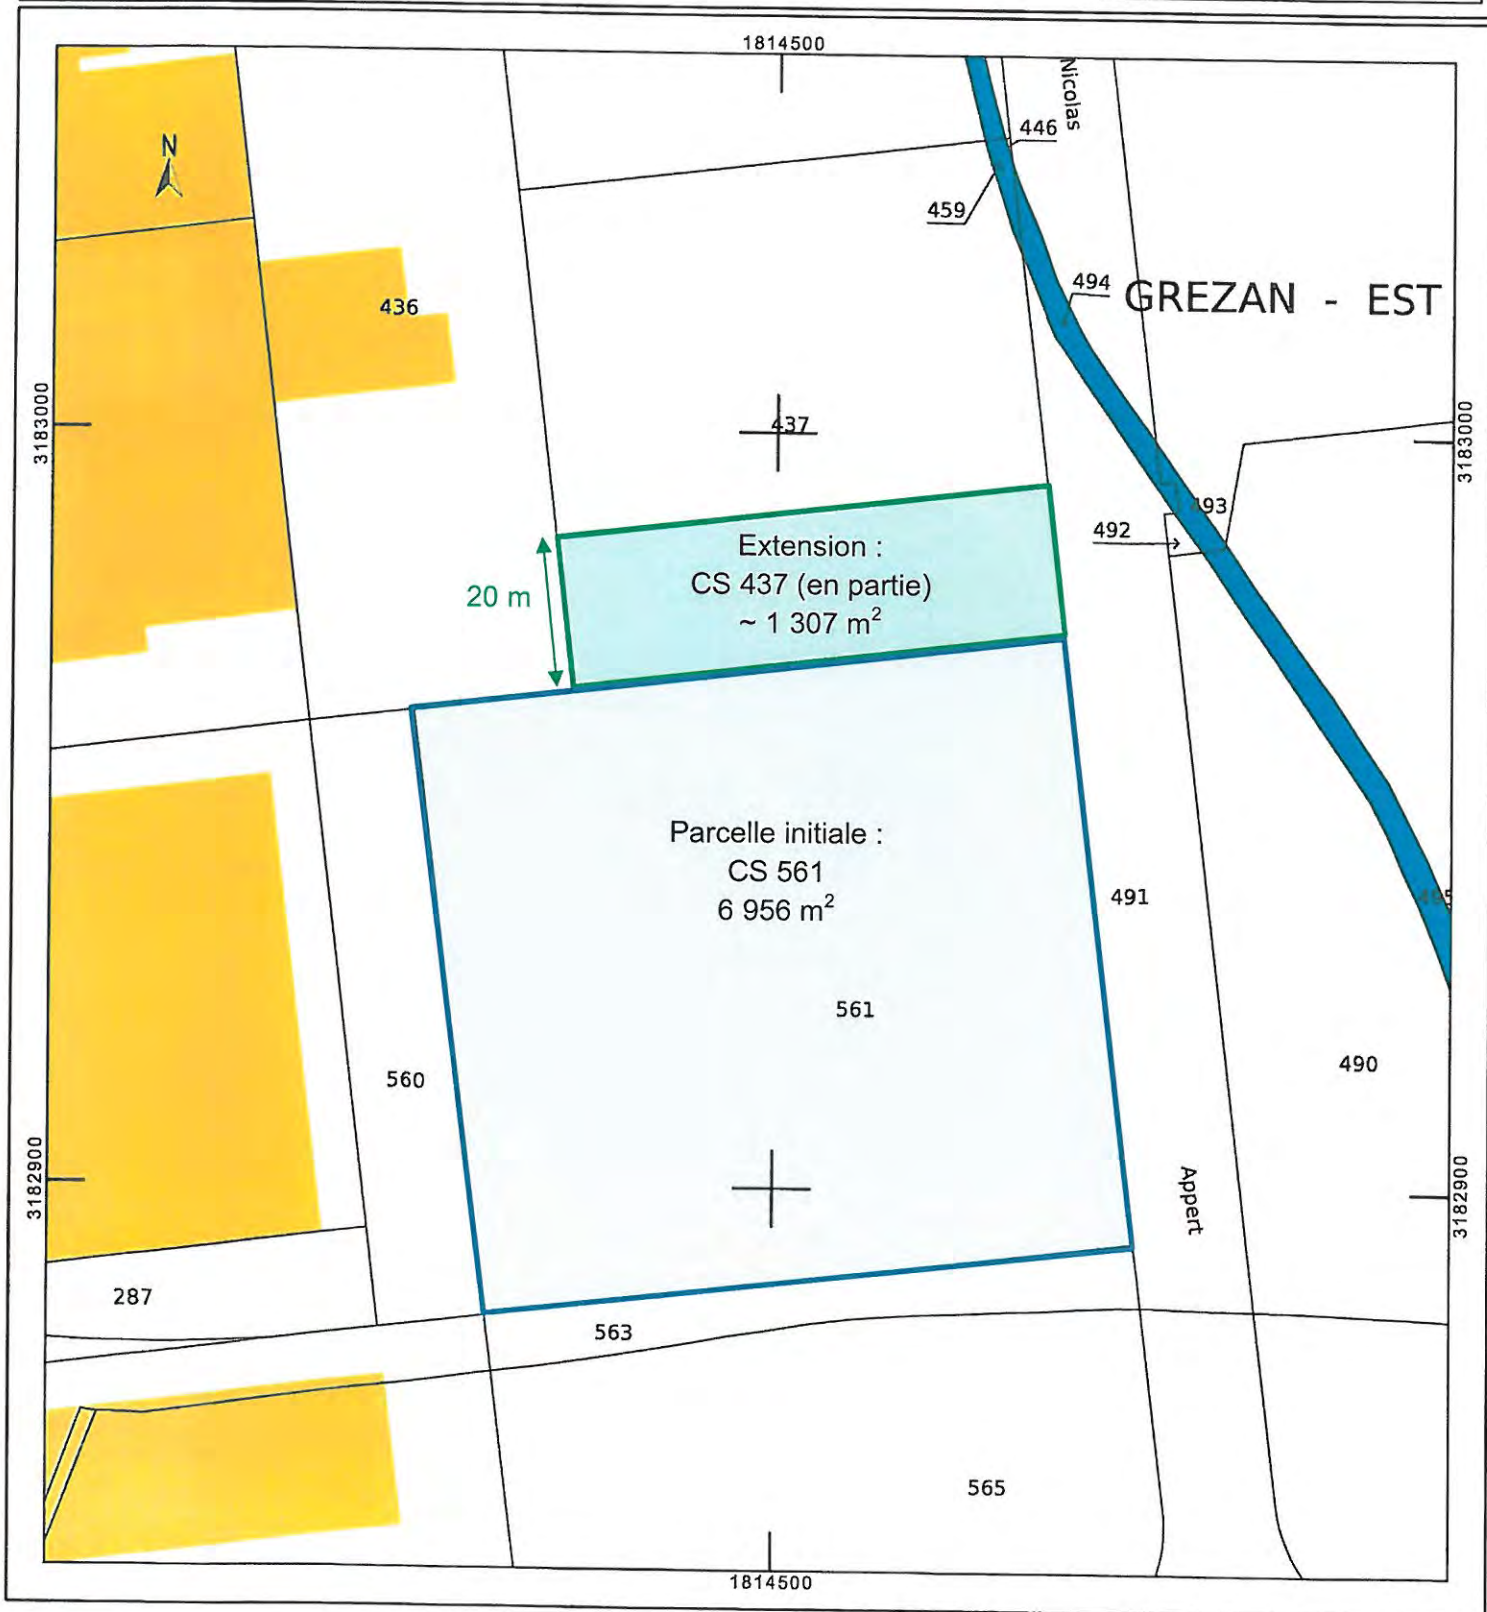 1814500
Nicolas
446
N
459
494
GREZAN - EST
436
3183000
3183000
437
493
492
Extension :
CS 437 (en partie)
~ 1 307 m²
20 m
Parcelle initiale :
CS 561
6 956 m²
491
495
561
490
560
3182900
3182900
Appert
287
563
565
1814500